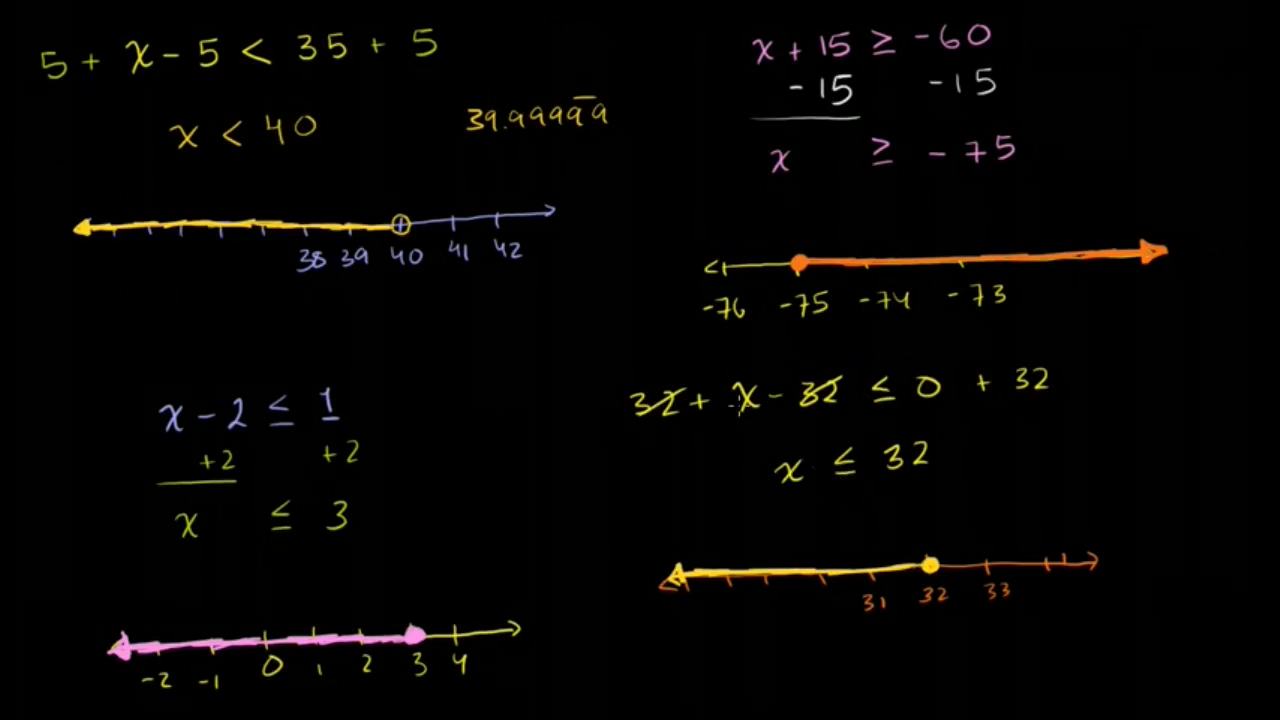 5 + x - 5 < 35 + 5
x < 40
39.99999̅9
38 39 40 41 42
x + 15 ≥ -60
-15 -15
x ≥ -75
-76 -75 -74 -73
x - 2 ≤ 1
+2 +2
x ≤ 3
-2 -1 0 1 2 3 4
32 + x - 32 ≤ 0 + 32
x ≤ 32
31 32 33